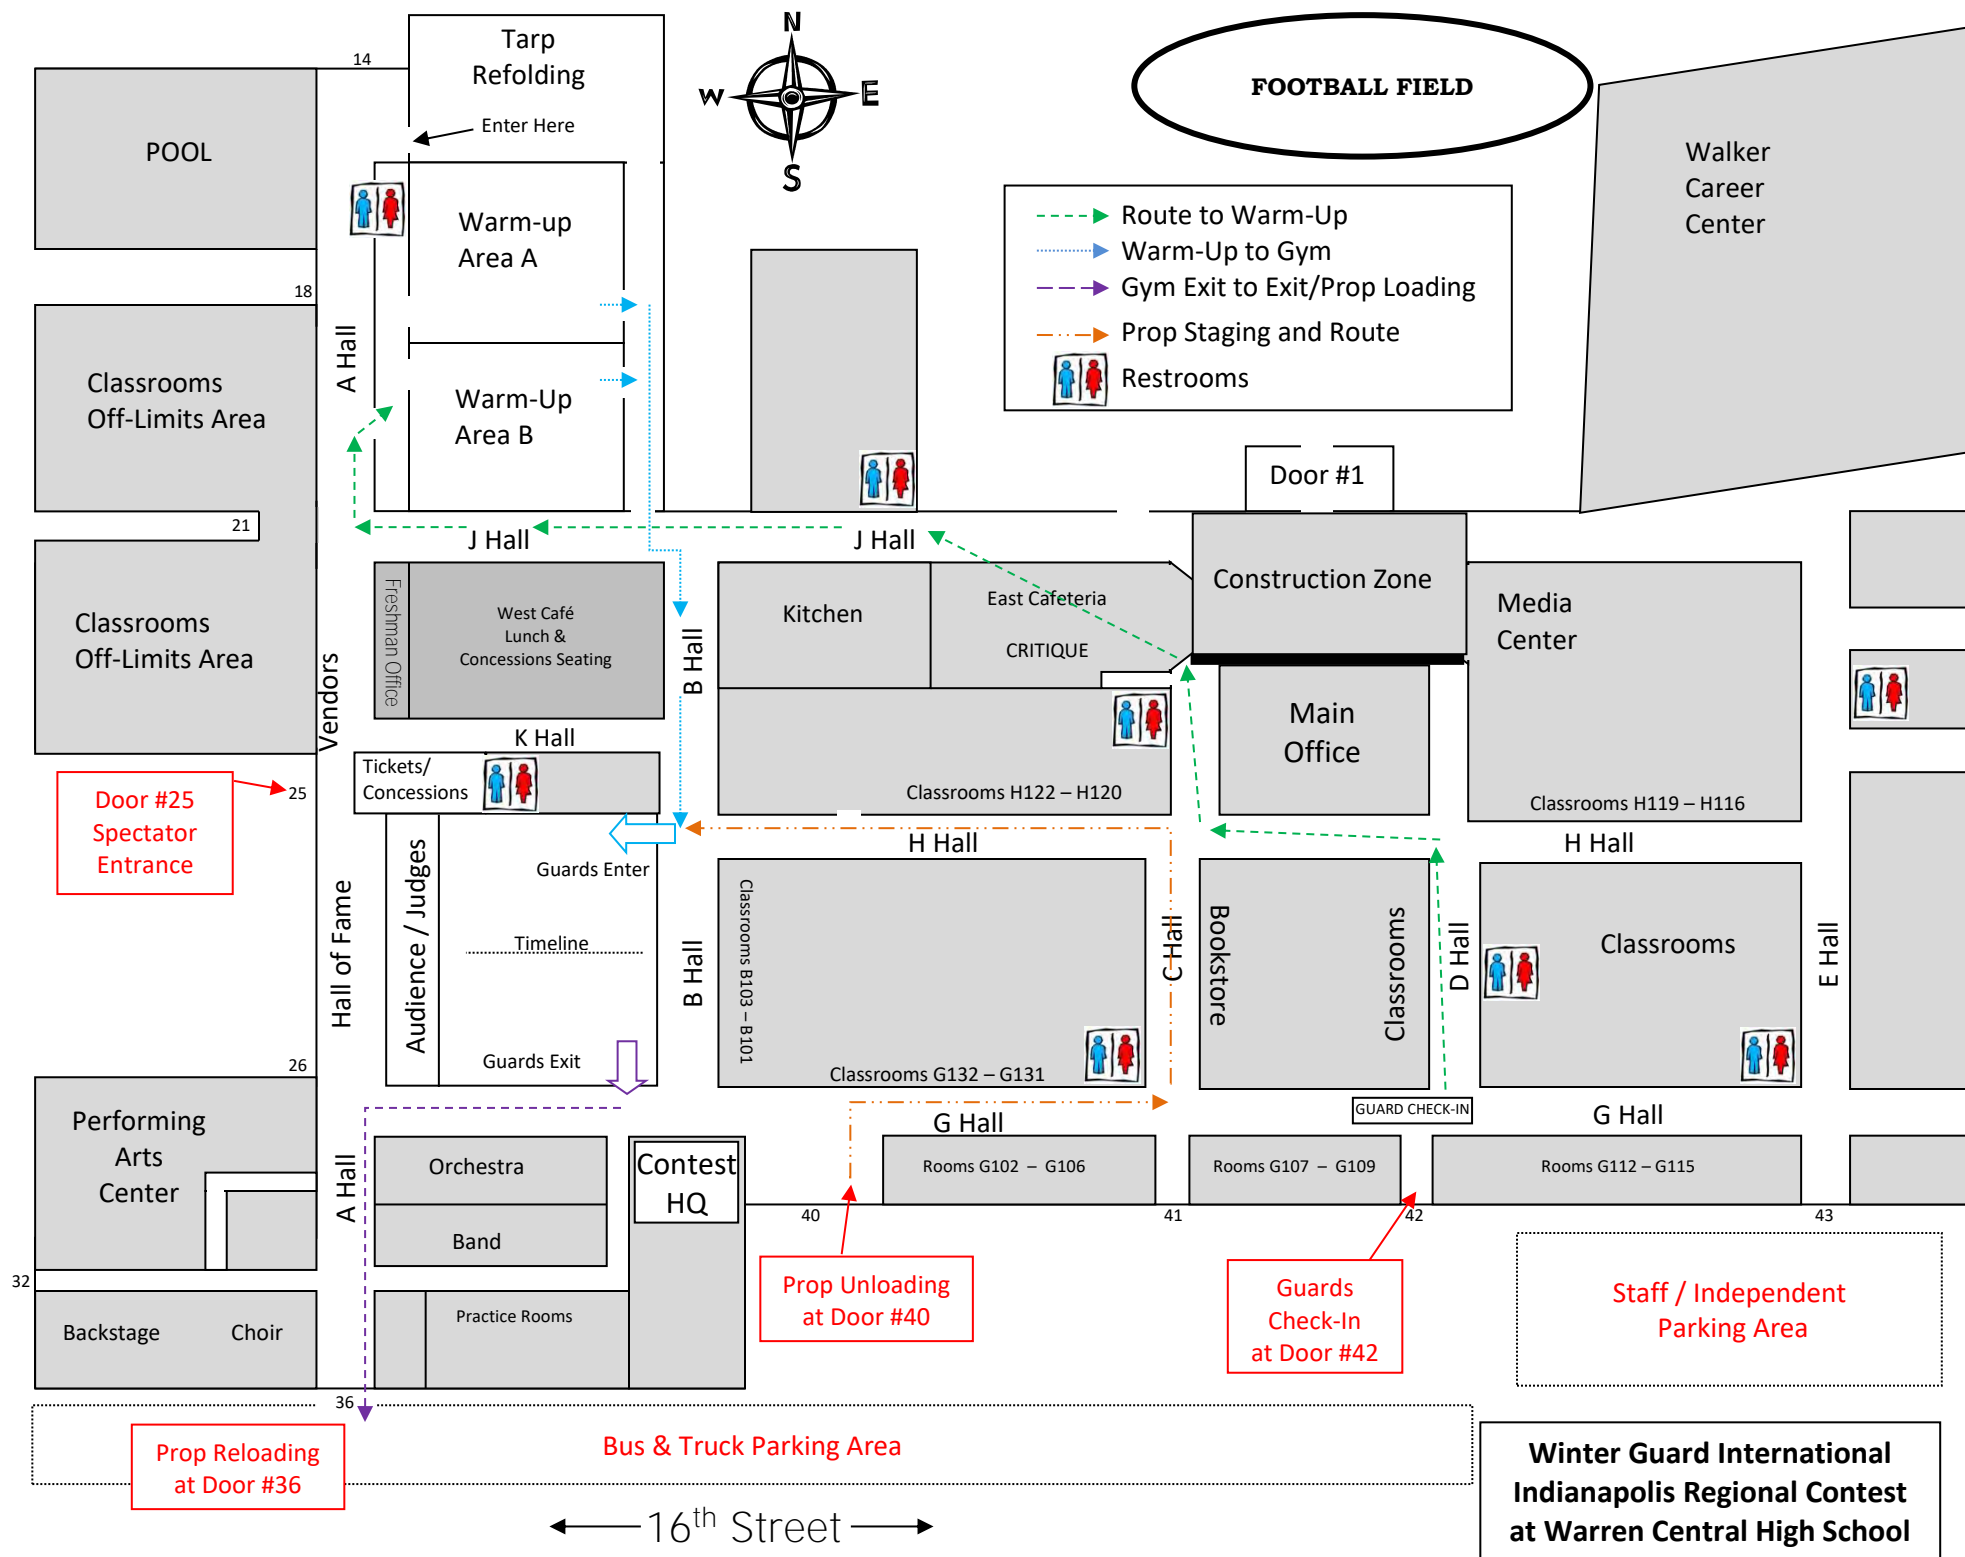 14
Tarp
Refolding
Enter Here
N
W
E
S
FOOTBALL FIELD
POOL
Walker
Career
Center
Warm-up
Area A
Route to Warm-Up
Warm-Up to Gym
Gym Exit to Exit/Prop Loading
Prop Staging and Route
Restrooms
18
A Hall
Classrooms
Off-Limits Area
Warm-Up
Area B
Door #1
21
J Hall
J Hall
Classrooms
Off-Limits Area
Freshman Office
West Café
Lunch &
Concessions Seating
B Hall
Kitchen
East Cafeteria
CRITIQUE
Construction Zone
Media
Center
Vendors
K Hall
Main
Office
Tickets/
Concessions
Classrooms H122 – H120
Classrooms H119 – H116
Door #25
Spectator
Entrance
25
H Hall
H Hall
Guards Enter
Audience / Judges
Timeline
Guards Exit
Hall of Fame
B Hall
Classrooms B103 – B101
Classrooms G132 – G131
C Hall
Bookstore
Classrooms
D Hall
Classrooms
E Hall
26
GUARD CHECK-IN
G Hall
G Hall
Performing
Arts
Center
A Hall
Orchestra
Band
Contest
HQ
Rooms G102 – G106
Rooms G107 – G109
Rooms G112 – G115
40
41
42
43
32
Backstage
Choir
Practice Rooms
Prop Unloading
at Door #40
Guards
Check-In
at Door #42
Staff / Independent
Parking Area
36
Prop Reloading
at Door #36
Bus & Truck Parking Area
16th Street
Winter Guard International
Indianapolis Regional Contest
at Warren Central High School